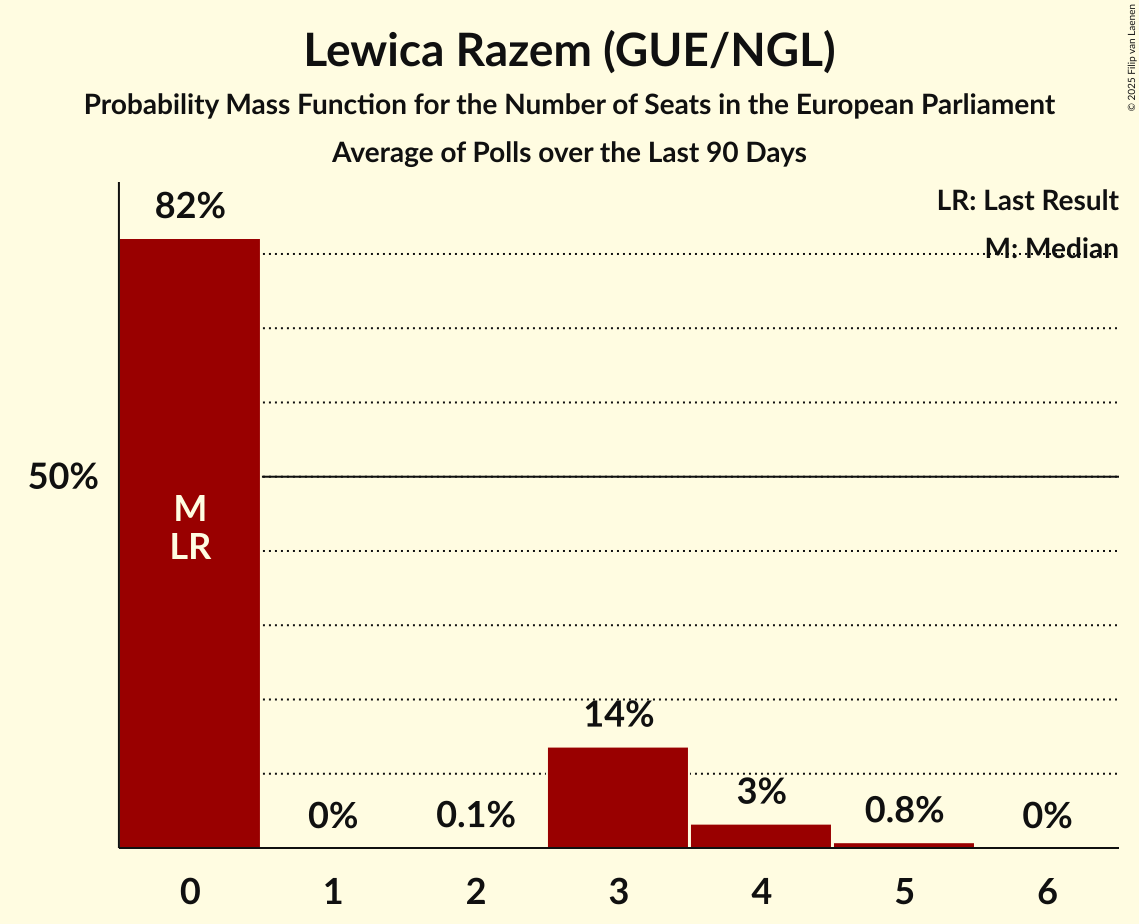 Lewica Razem (GUE/NGL)
Probability Mass Function for the Number of Seats in the European Parliament
Average of Polls over the Last 90 Days
© 2025 Filip van Laenen
LR: Last Result
M: Median
82%
50%
M
LR
0%
0.1%
14%
3%
0.8%
0%
0 1 2 3 4 5 6